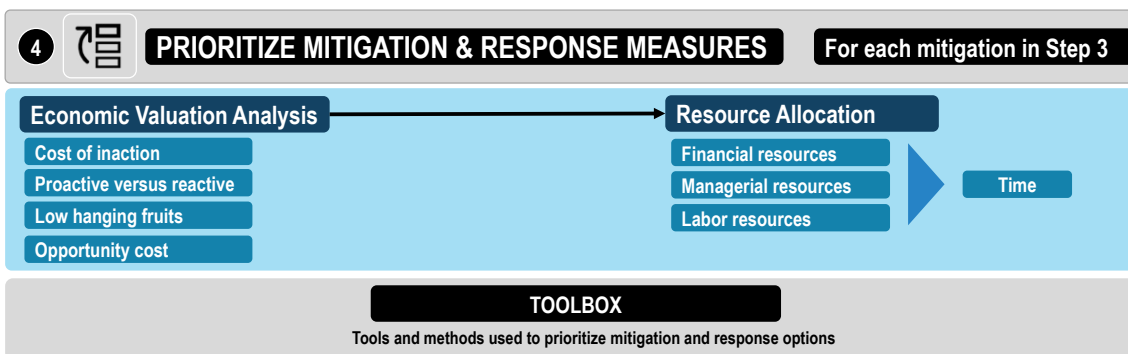 4 PRIORITIZE MITIGATION & RESPONSE MEASURES For each mitigation in Step 3
Economic Valuation Analysis
Cost of inaction
Proactive versus reactive
Low hanging fruits
Opportunity cost
Resource Allocation
Financial resources
Managerial resources
Labor resources
Time
TOOLBOX
Tools and methods used to prioritize mitigation and response options